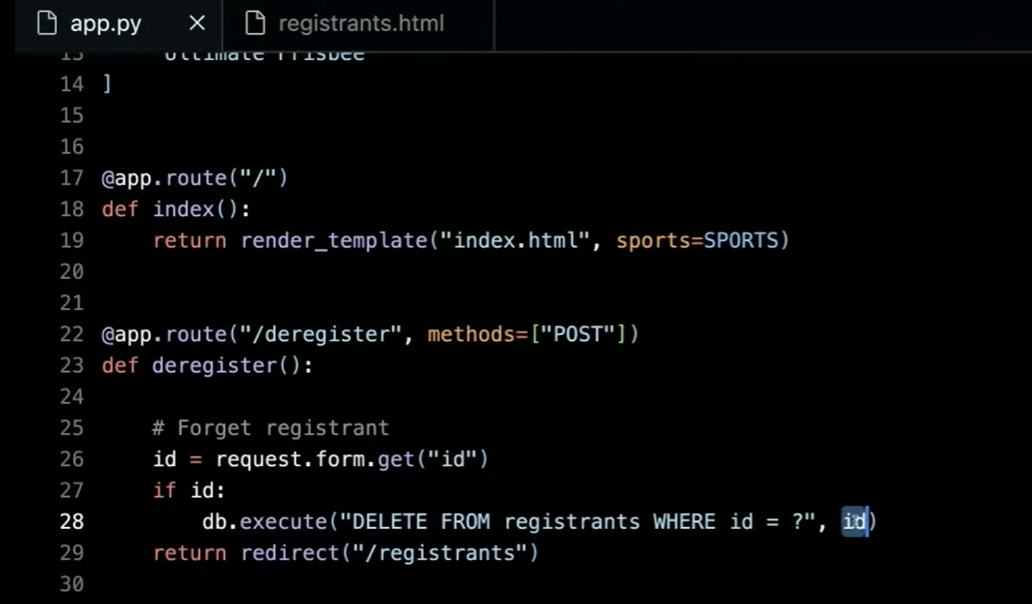 app.py × registrants.html
13 "Ultimate Frisbee"
14 ]
15
16
17 @app.route("/")
18 def index():
19 return render_template("index.html", sports=SPORTS)
20
21
22 @app.route("/deregister", methods=["POST"])
23 def deregister():
24
25 # Forget registrant
26 id = request.form.get("id")
27 if id:
28 db.execute("DELETE FROM registrants WHERE id = ?", id)
29 return redirect("/registrants")
30